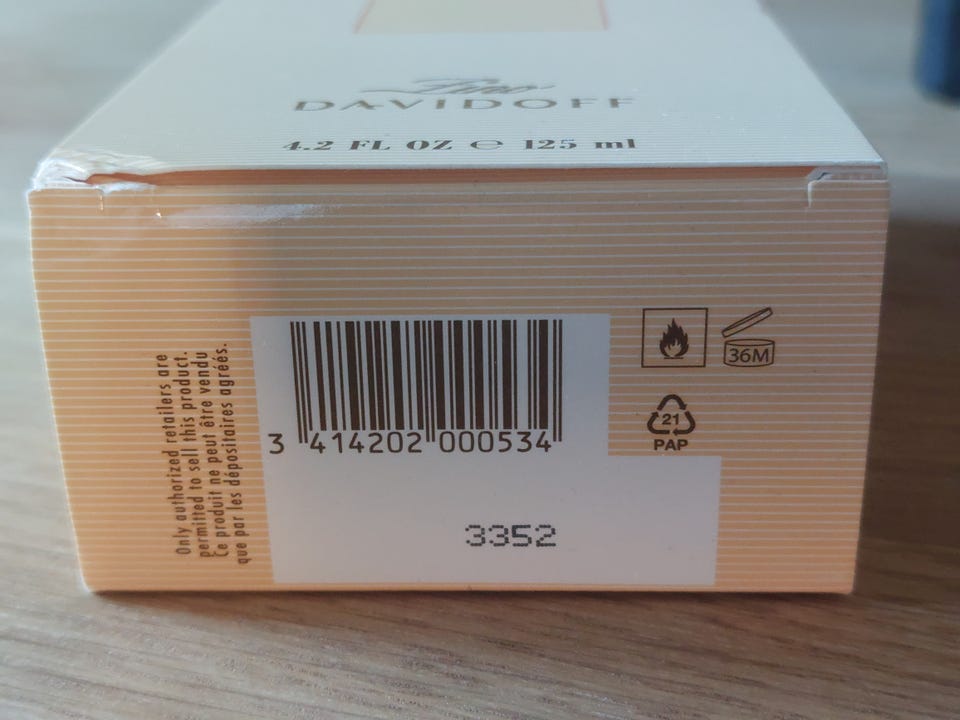 Zino
DAVIDOFF
4.2 FL OZ ℮ 125 ml
Only authorized retailers are
permitted to sell this product.
Ce produit ne peut être vendu
que par les dépositaires agréés.
3 414202 000534
36M
21
PAP
3352